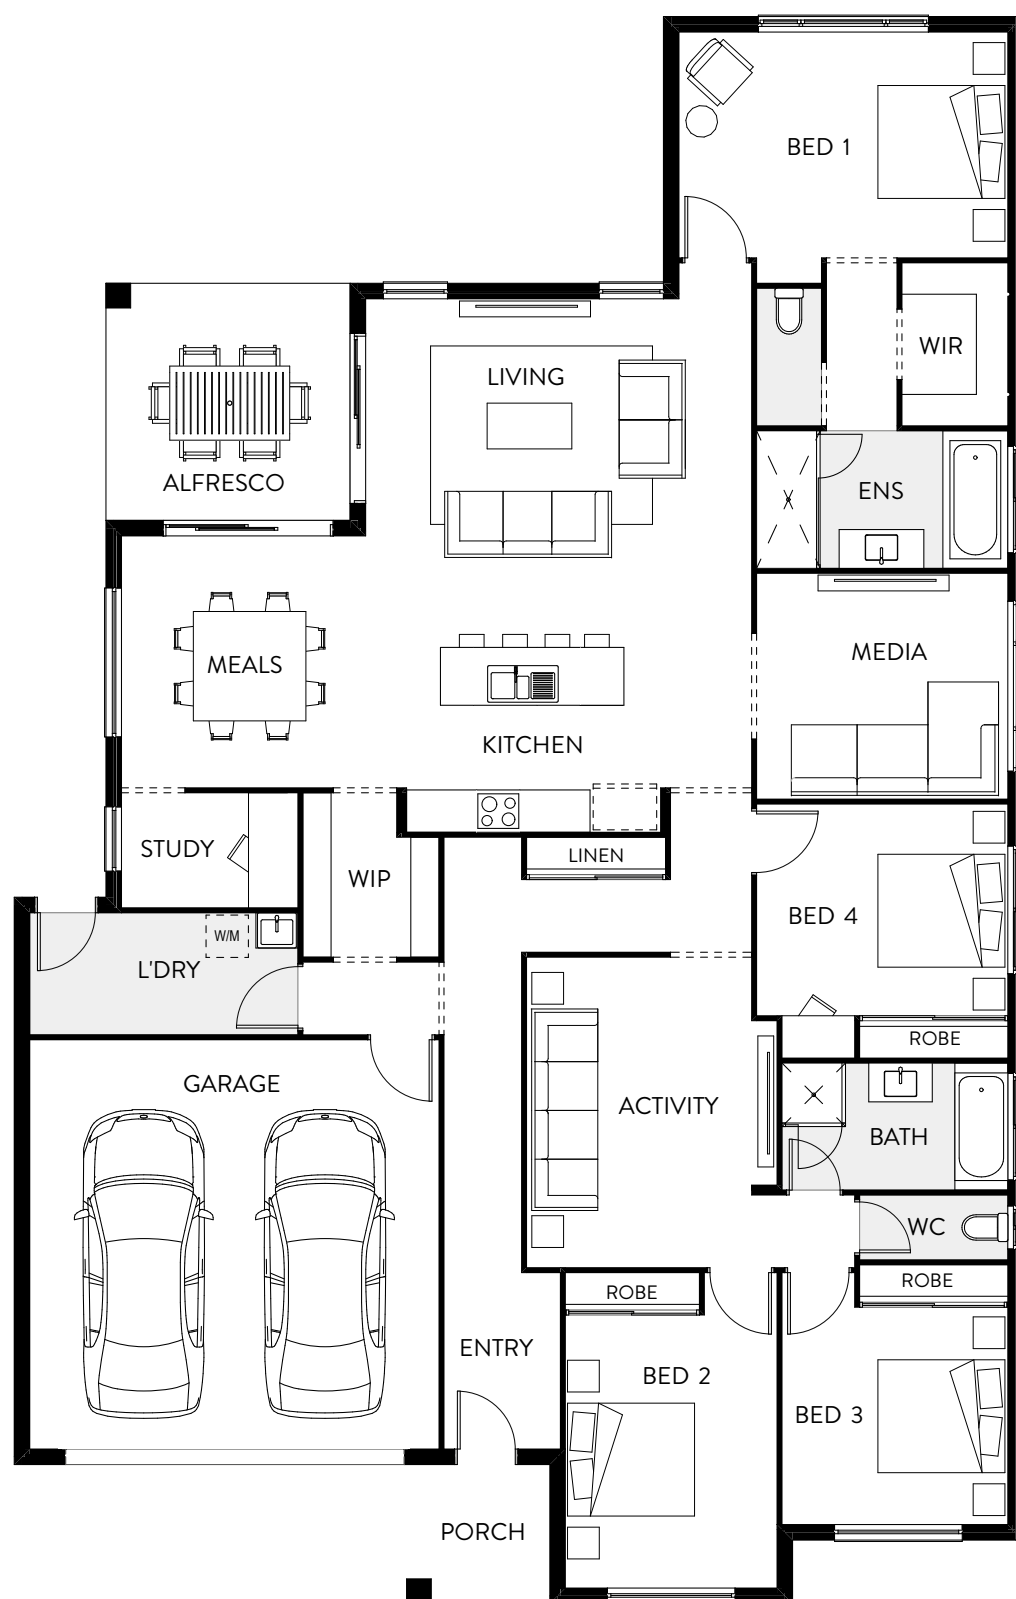 BED 1
WIR
LIVING
ALFRESCO
ENS
MEALS
MEDIA
KITCHEN
STUDY
LINEN
WIP
BED 4
W/M
L'DRY
ROBE
GARAGE
ACTIVITY
BATH
WC
ROBE
ROBE
ENTRY
BED 2
BED 3
PORCH